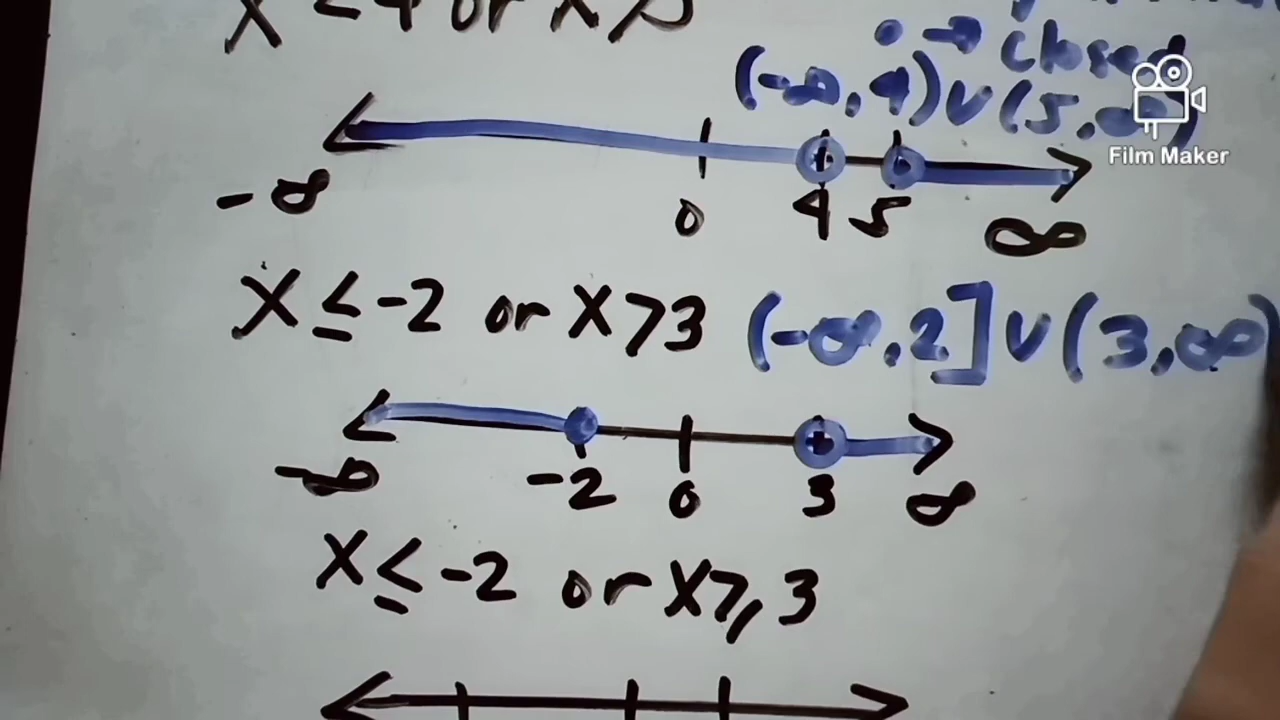 → closed
(-∞, 4) ∪ (5, ∞)
Film Maker
-∞ 0 4 5 ∞
X ≤ -2 or X > 3 (-∞, 2] ∪ (3, ∞)
-∞ -2 0 3 ∞
X ≤ -2 or X ≥ 3